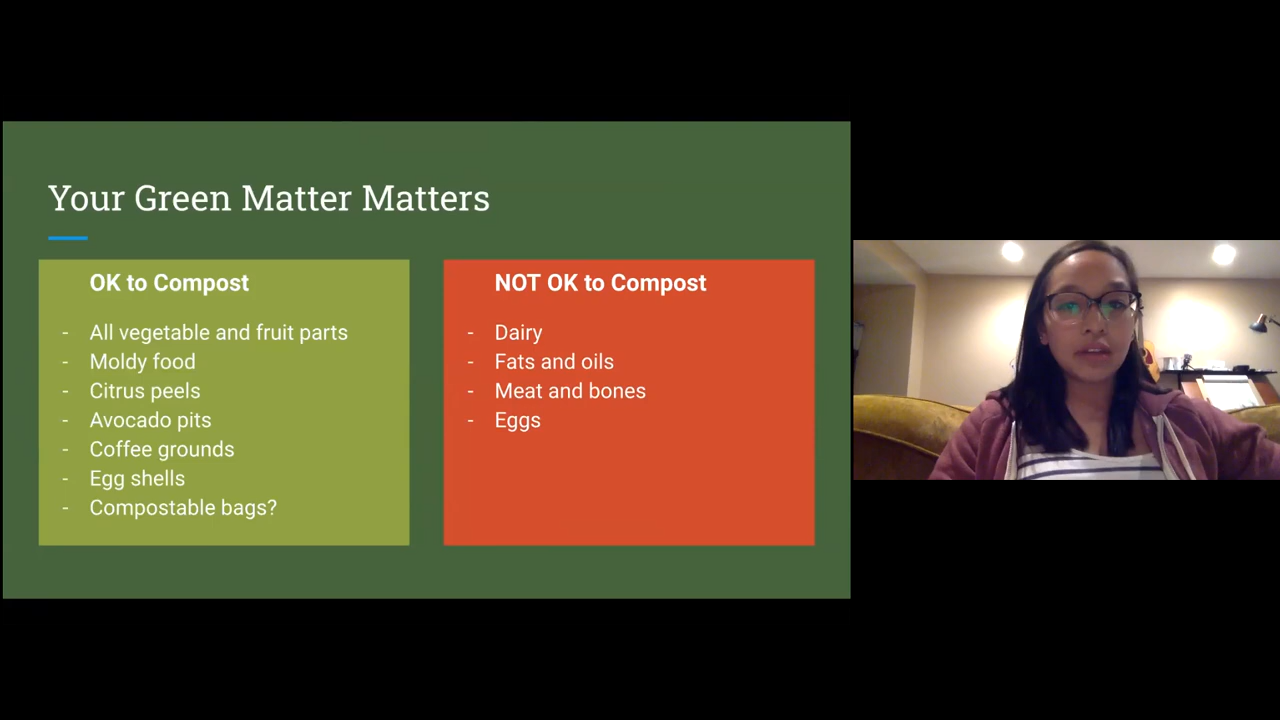 Your Green Matter Matters
OK to Compost
- All vegetable and fruit parts
- Moldy food
- Citrus peels
- Avocado pits
- Coffee grounds
- Egg shells
- Compostable bags?
NOT OK to Compost
- Dairy
- Fats and oils
- Meat and bones
- Eggs